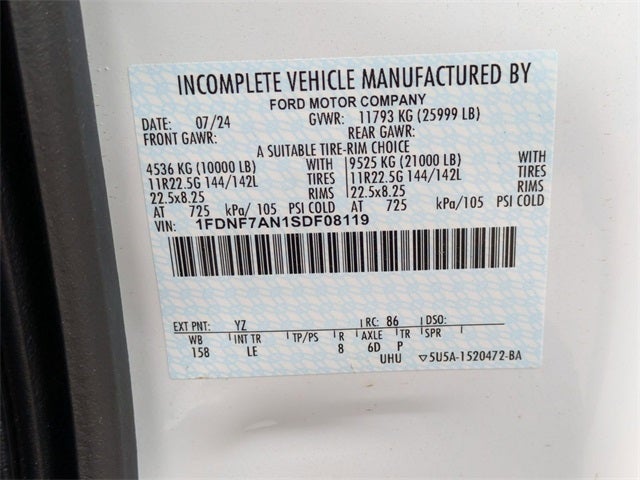 INCOMPLETE VEHICLE MANUFACTURED BY
FORD MOTOR COMPANY
DATE: 07/24 GVWR: 11793 KG (25999 LB)
FRONT GAWR: REAR GAWR:
A SUITABLE TIRE-RIM CHOICE
4536 KG (10000 LB) WITH 9525 KG (21000 LB) WITH
11R22.5G 144/142L TIRES 11R22.5G 144/142L TIRES
22.5x8.25 RIMS 22.5x8.25 RIMS
AT 725 kPa/ 105 PSI COLD AT 725 kPa/105 PSI COLD
VIN: 1FDNF7AN1SDF08119
EXT PNT: YZ RC: 86 DSO:
WB INT TR TP/PS R AXLE TR SPR
158 LE 8 6D P
UHU ▽5U5A-1520472-BA